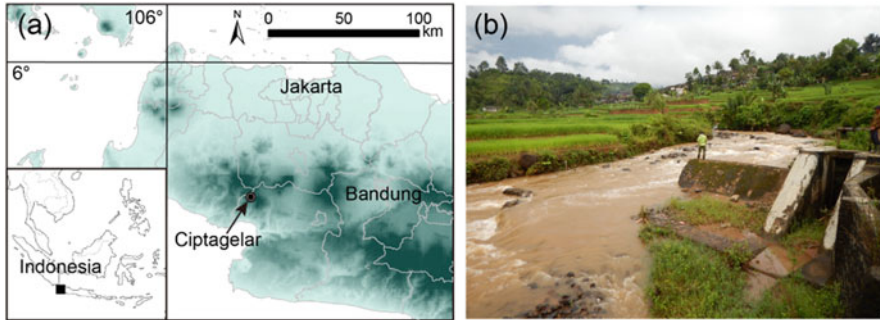 (a)
106°
N
0 50 100
km
6°
Jakarta
Bandung
Ciptagelar
Indonesia
(b)